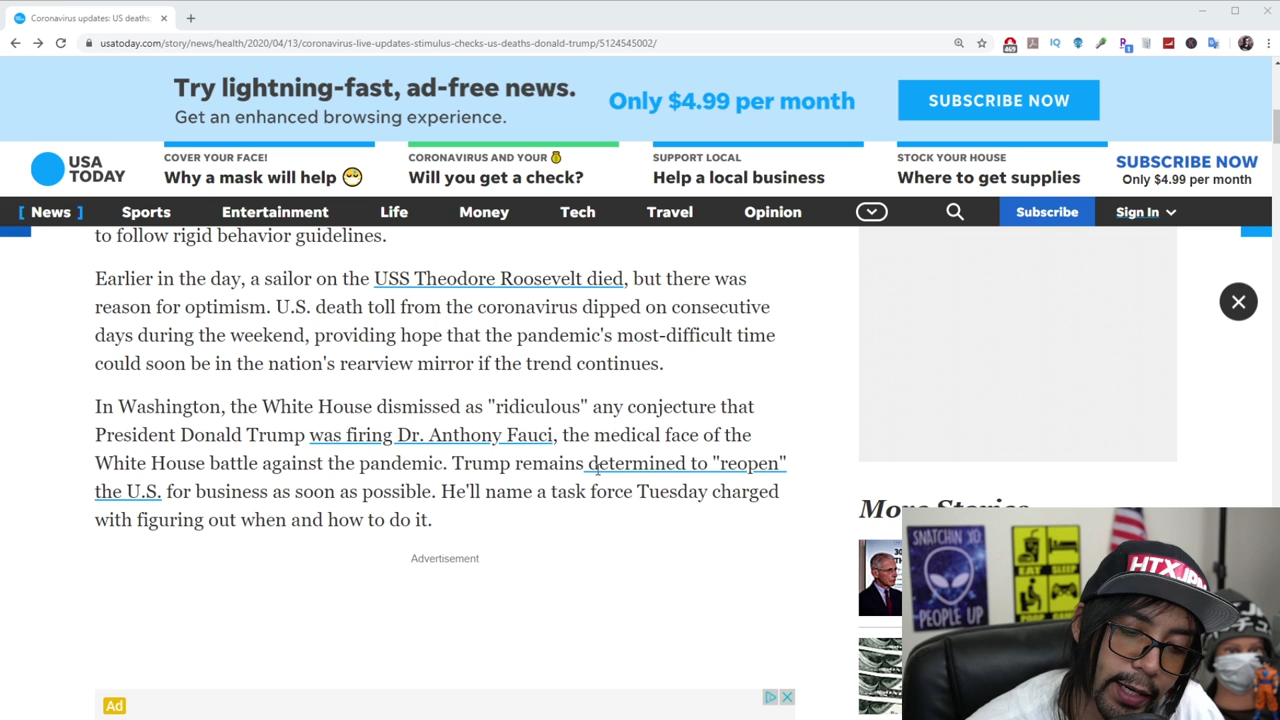 Coronavirus updates: US deaths
usatoday.com/story/news/health/2020/04/13/coronavirus-live-updates-stimulus-checks-us-deaths-donald-trump/5124545002/
469
1
Try lightning-fast, ad-free news.
Get an enhanced browsing experience.
Only $4.99 per month
SUBSCRIBE NOW
USA
TODAY
COVER YOUR FACE!
Why a mask will help
CORONAVIRUS AND YOUR
Will you get a check?
SUPPORT LOCAL
Help a local business
STOCK YOUR HOUSE
Where to get supplies
SUBSCRIBE NOW
Only $4.99 per month
[ News ] Sports Entertainment Life Money Tech Travel Opinion Subscribe Sign In
to follow rigid behavior guidelines.
Earlier in the day, a sailor on the USS Theodore Roosevelt died, but there was
reason for optimism. U.S. death toll from the coronavirus dipped on consecutive
days during the weekend, providing hope that the pandemic's most-difficult time
could soon be in the nation's rearview mirror if the trend continues.
In Washington, the White House dismissed as "ridiculous" any conjecture that
President Donald Trump was firing Dr. Anthony Fauci, the medical face of the
White House battle against the pandemic. Trump remains determined to "reopen"
the U.S. for business as soon as possible. He'll name a task force Tuesday charged
with figuring out when and how to do it.
Advertisement
Ad
More Stories
SNATCHIN YO
PEOPLE UP
EAT SLEEP
HTXJPN